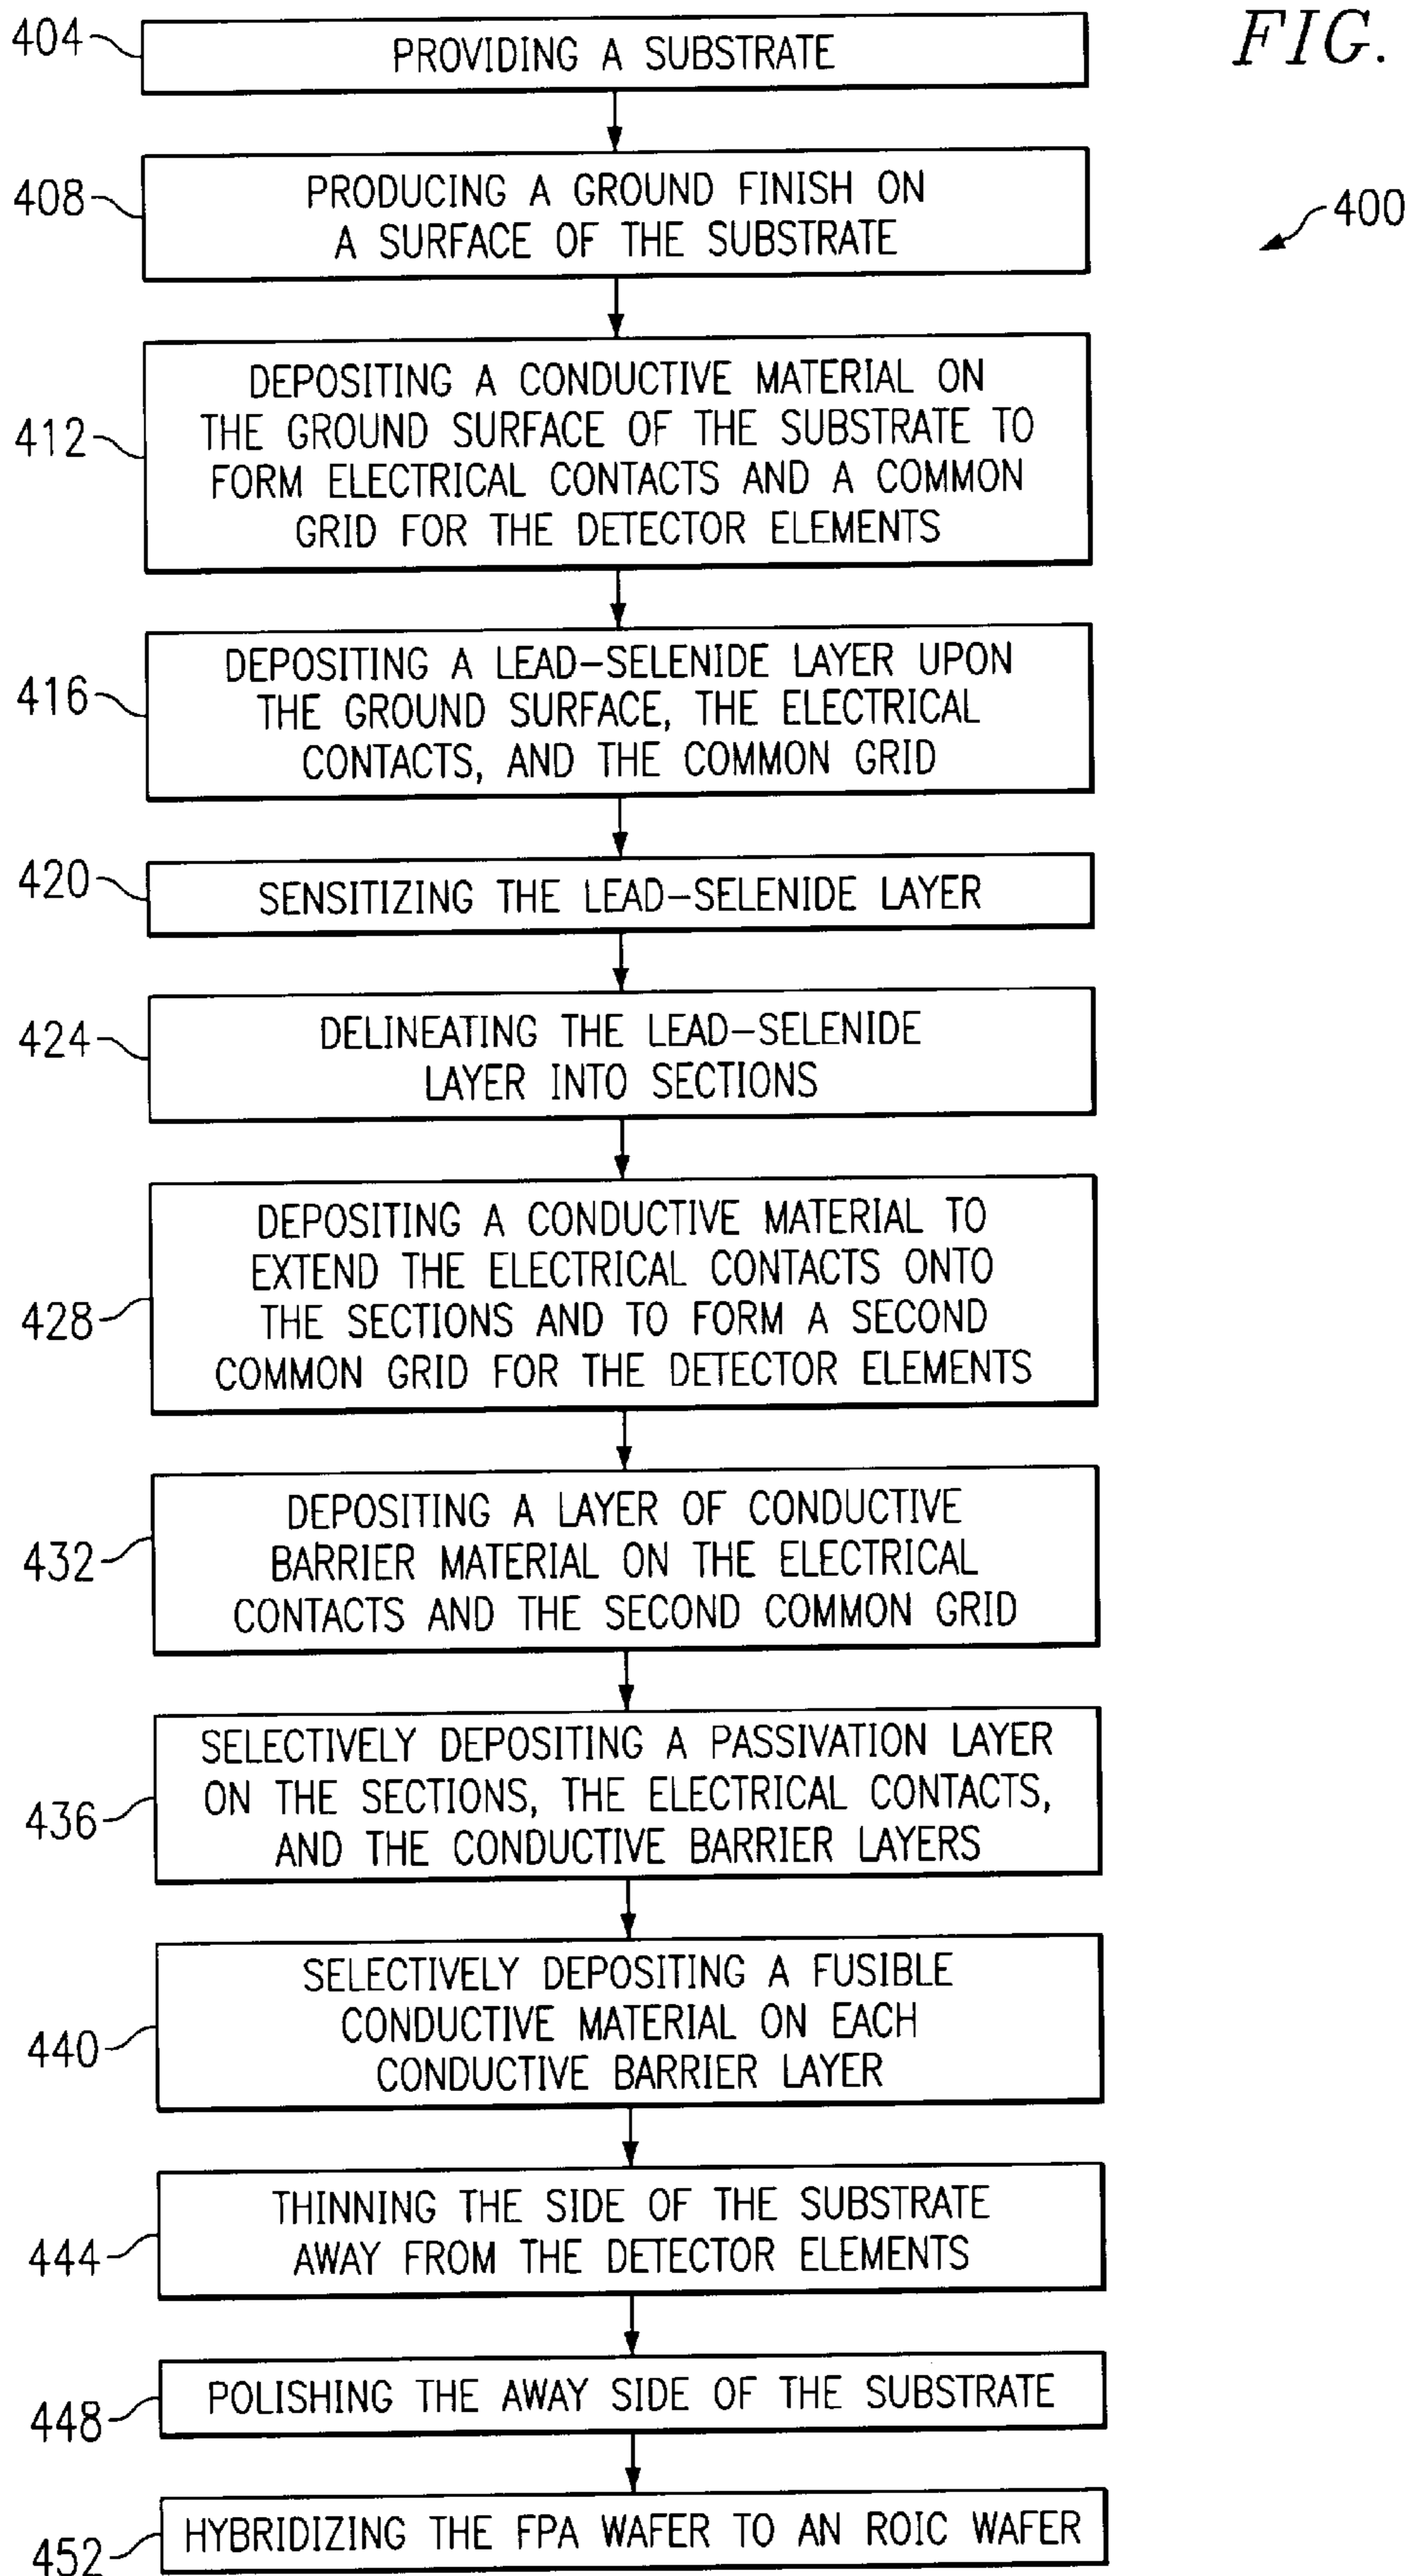 FIG.
400
404
PROVIDING A SUBSTRATE
408
PRODUCING A GROUND FINISH ON
A SURFACE OF THE SUBSTRATE
412
DEPOSITING A CONDUCTIVE MATERIAL ON
THE GROUND SURFACE OF THE SUBSTRATE TO
FORM ELECTRICAL CONTACTS AND A COMMON
GRID FOR THE DETECTOR ELEMENTS
416
DEPOSITING A LEAD-SELENIDE LAYER UPON
THE GROUND SURFACE, THE ELECTRICAL
CONTACTS, AND THE COMMON GRID
420
SENSITIZING THE LEAD-SELENIDE LAYER
424
DELINEATING THE LEAD-SELENIDE
LAYER INTO SECTIONS
428
DEPOSITING A CONDUCTIVE MATERIAL TO
EXTEND THE ELECTRICAL CONTACTS ONTO
THE SECTIONS AND TO FORM A SECOND
COMMON GRID FOR THE DETECTOR ELEMENTS
432
DEPOSITING A LAYER OF CONDUCTIVE
BARRIER MATERIAL ON THE ELECTRICAL
CONTACTS AND THE SECOND COMMON GRID
436
SELECTIVELY DEPOSITING A PASSIVATION LAYER
ON THE SECTIONS, THE ELECTRICAL CONTACTS,
AND THE CONDUCTIVE BARRIER LAYERS
440
SELECTIVELY DEPOSITING A FUSIBLE
CONDUCTIVE MATERIAL ON EACH
CONDUCTIVE BARRIER LAYER
444
THINNING THE SIDE OF THE SUBSTRATE
AWAY FROM THE DETECTOR ELEMENTS
448
POLISHING THE AWAY SIDE OF THE SUBSTRATE
452
HYBRIDIZING THE FPA WAFER TO AN ROIC WAFER